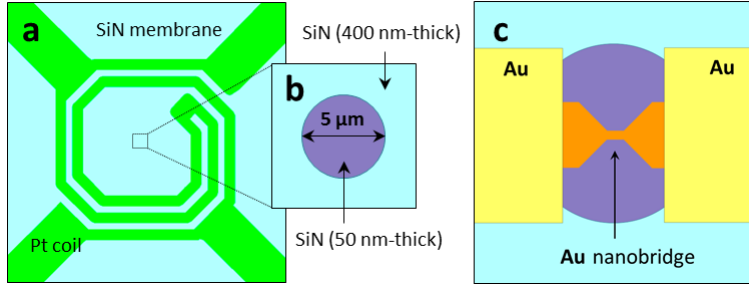 a
SiN membrane
Pt coil
SiN (400 nm-thick)
b
5 µm
SiN (50 nm-thick)
c
Au
Au
Au nanobridge